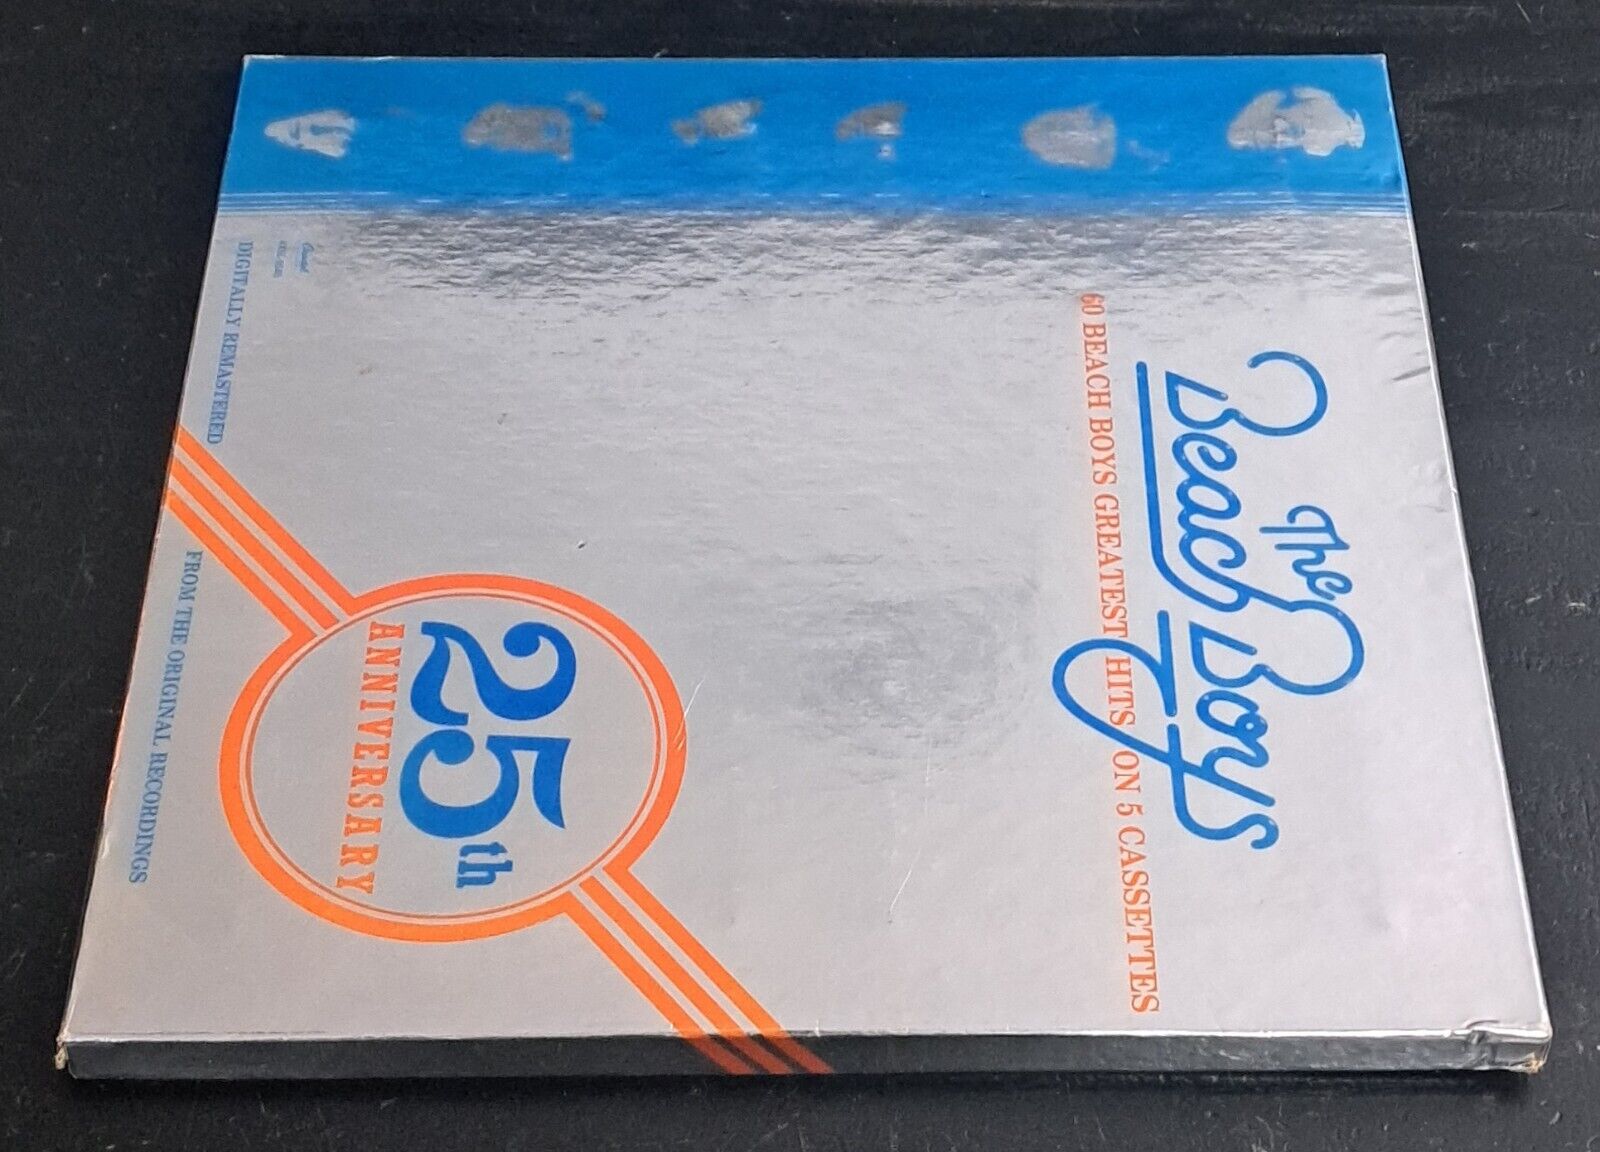 The
Beach Boys
60 BEACH BOYS GREATEST HITS ON 5 CASSETTES
25th
ANNIVERSARY
Capitol
DIGITALLY REMASTERED
FROM THE ORIGINAL RECORDINGS